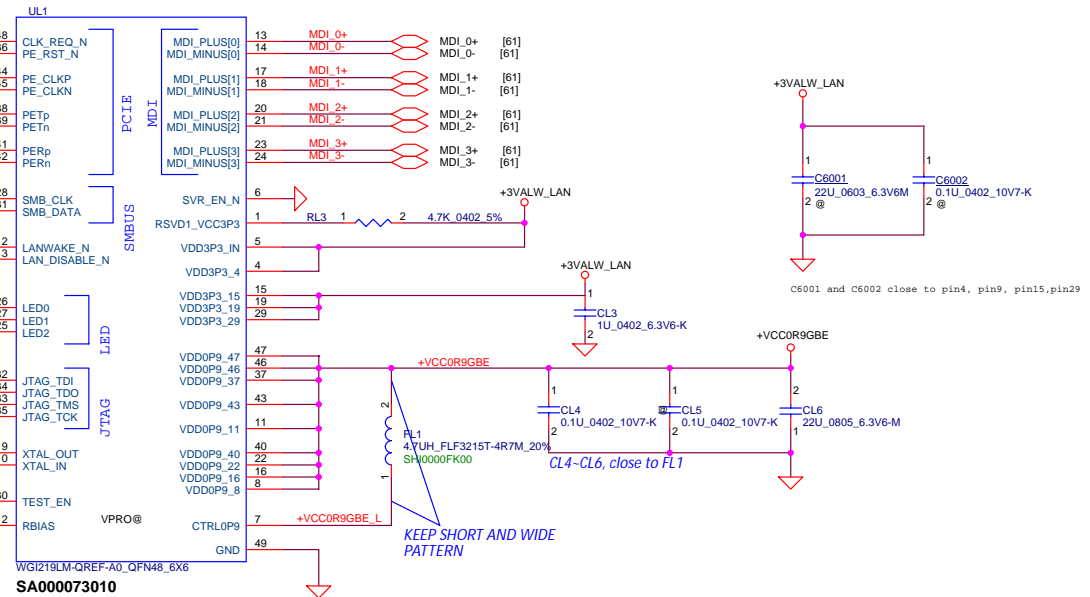 UL1
CLK_REQ_N
PE_RST_N
PE_CLKP
PE_CLKN
PETp
PETn
PERp
PERn
SMB_CLK
SMB_DATA
LANWAKE_N
LAN_DISABLE_N
LED0
LED1
LED2
JTAG_TDI
JTAG_TDO
JTAG_TMS
JTAG_TCK
XTAL_OUT
XTAL_IN
TEST_EN
RBIAS
PCIE
MDI
SMBUS
LED
JTAG
VPRO@
MDI_PLUS[0] 13 MDI_0+ MDI_0+ [61]
MDI_MINUS[0] 14 MDI_0- MDI_0- [61]
MDI_PLUS[1] 17 MDI_1+ MDI_1+ [61]
MDI_MINUS[1] 18 MDI_1- MDI_1- [61]
MDI_PLUS[2] 20 MDI_2+ MDI_2+ [61]
MDI_MINUS[2] 21 MDI_2- MDI_2- [61]
MDI_PLUS[3] 23 MDI_3+ MDI_3+ [61]
MDI_MINUS[3] 24 MDI_3- MDI_3- [61]
SVR_EN_N 6
+3VALW_LAN
RSVD1_VCC3P3 1 RL3 1 2 4.7K_0402_5%
VDD3P3_IN 5
VDD3P3_4 4
+3VALW_LAN
VDD3P3_15 15
VDD3P3_19 19
VDD3P3_29 29
1
CL3
1U_0402_6.3V6-K
2
VDD0P9_47 47
VDD0P9_46 46 +VCC0R9GBE
VDD0P9_37 37
VDD0P9_43 43
VDD0P9_11 11
VDD0P9_40 40
VDD0P9_22 22
VDD0P9_16 16
VDD0P9_8 8
CTRL0P9 7 +VCC0R9GBE_L
GND 49
2
FL1
4.7UH_FLF3215T-4R7M_20%
SHI0000FK00
1
KEEP SHORT AND WIDE
PATTERN
+VCC0R9GBE
1
CL4
0.1U_0402_10V7-K
2
1
@ CL5
0.1U_0402_10V7-K
2
2
CL6
22U_0805_6.3V6-M
1
CL4~CL6, close to FL1
+3VALW_LAN
1
C6001
22U_0603_6.3V6M
2 @
1
C6002
0.1U_0402_10V7-K
2 @
C6001 and C6002 close to pin4, pin9, pin15,pin29
WGI219LM-QREF-A0_QFN48_6X6
SA000073010